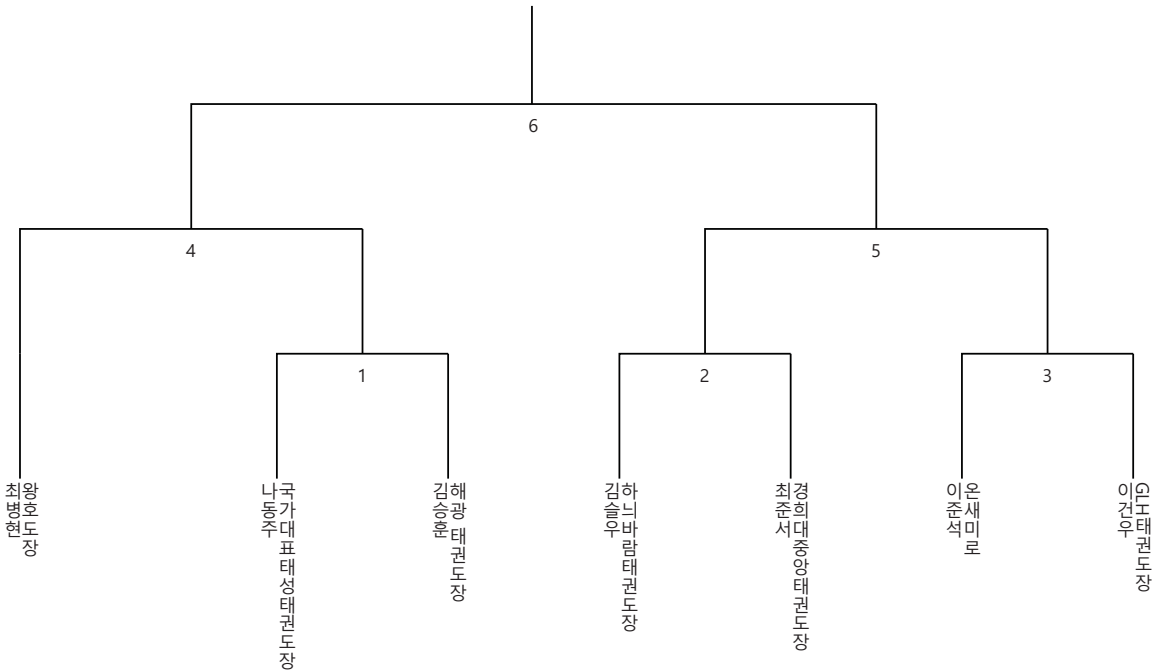 6
4
5
1
2
3
최병현
왕호도장
나동주
국가대표태성태권도장
김승훈
해광 태권도장
김슬우
하늬바람태권도장
최준서
경희대중앙태권도장
이준석
온새미로
이건우
GLH태권도장